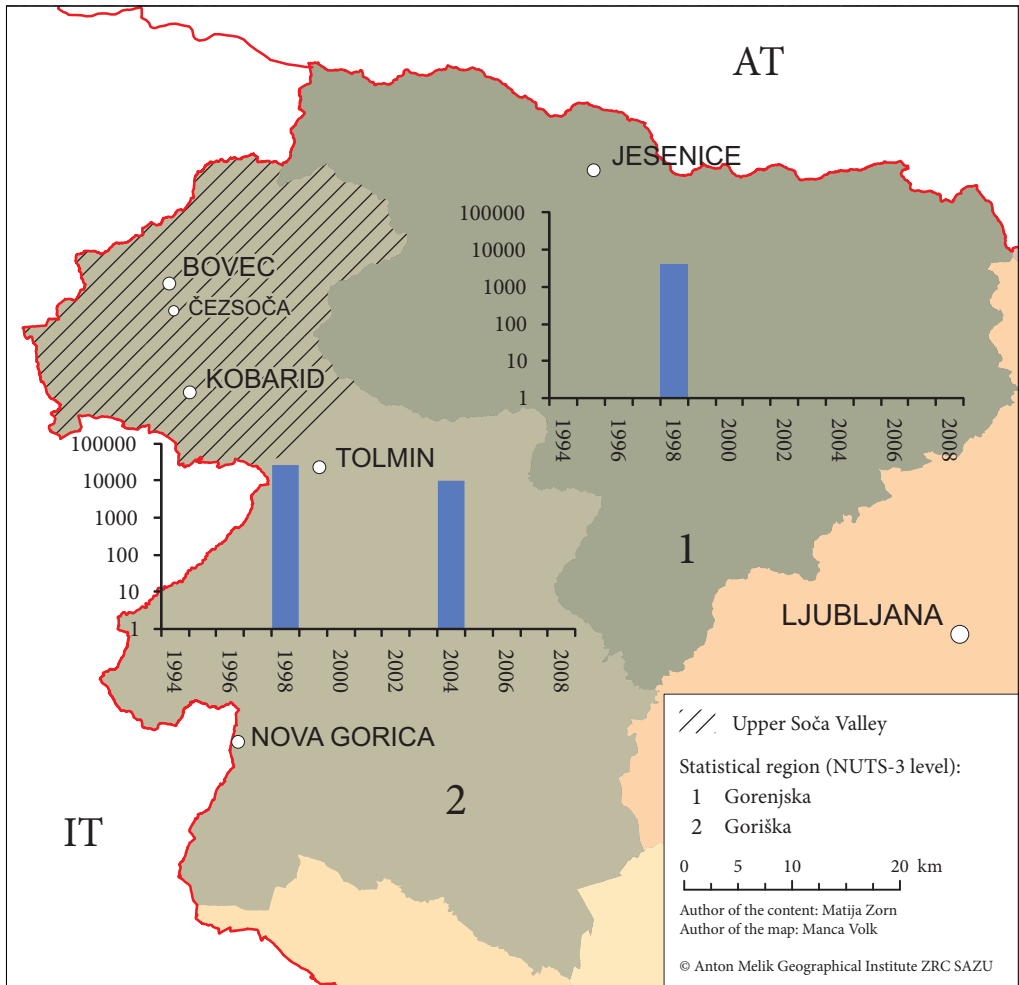 AT
JESENICE
100000
10000
1000
100
10
1
1994 1996 1998 2000 2002 2004 2006 2008
BOVEC
ČEZSOČA
KOBARID
TOLMIN
100000
10000
1000
100
10
1
1994 1996 1998 2000 2002 2004 2006 2008
1
LJUBLJANA
NOVA GORICA
2
IT
Upper Soča Valley
Statistical region (NUTS-3 level):
1 Gorenjska
2 Goriška
0 5 10 20 km
Author of the content: Matija Zorn
Author of the map: Manca Volk
© Anton Melik Geographical Institute ZRC SAZU